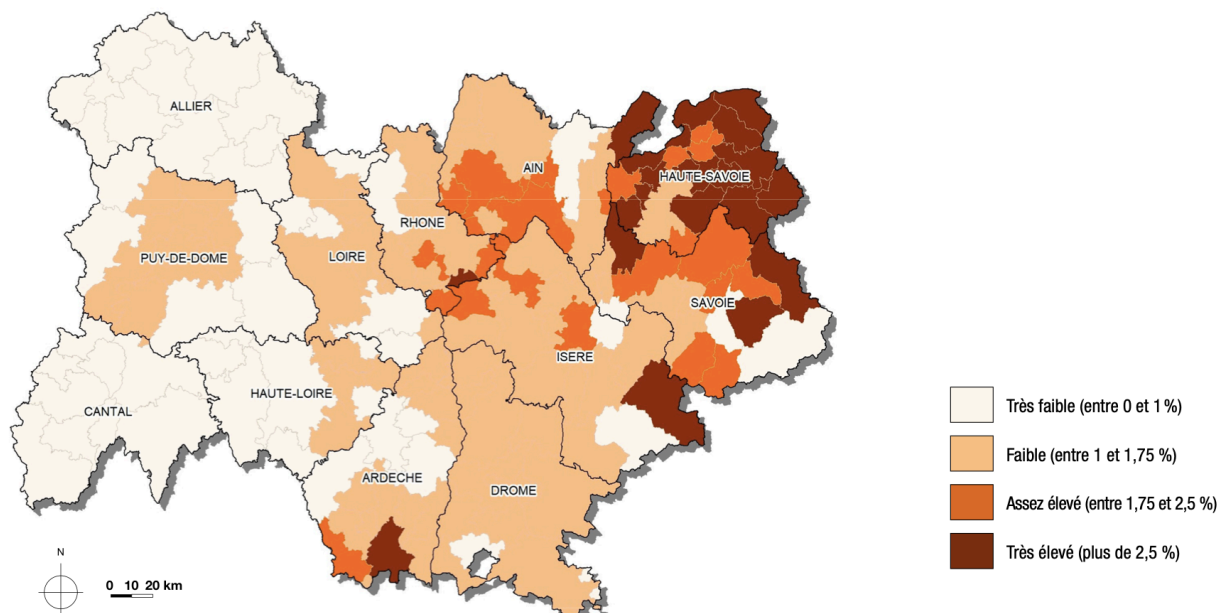 ALLIER
AIN
HAUTE-SAVOIE
RHONE
PUY-DE-DOME
LOIRE
SAVOIE
ISERE
HAUTE-LOIRE
CANTAL
ARDECHE
DROME
N
0 10 20 km
Très faible (entre 0 et 1 %)
Faible (entre 1 et 1,75 %)
Assez élevé (entre 1,75 et 2,5 %)
Très élevé (plus de 2,5 %)